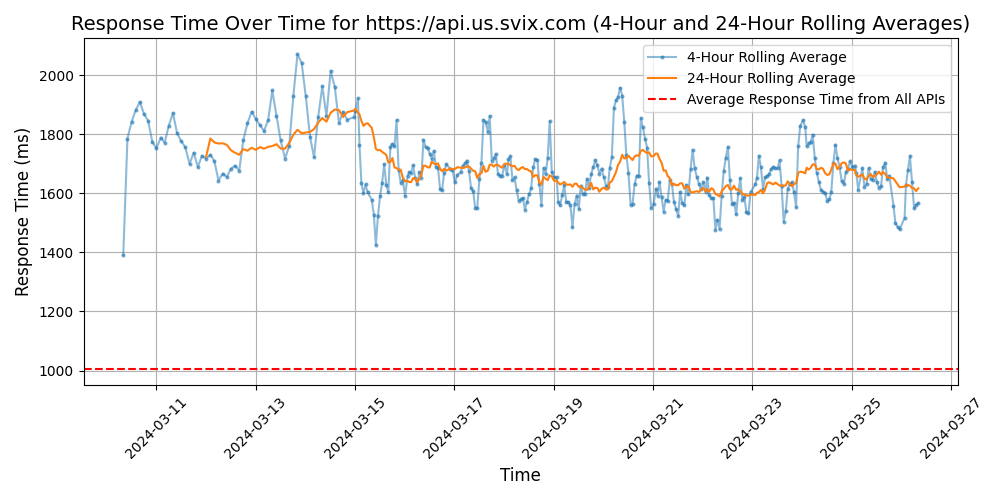 Response Time Over Time for https://api.us.svix.com (4-Hour and 24-Hour Rolling Averages)
4-Hour Rolling Average
24-Hour Rolling Average
Average Response Time from All APIs
Response Time (ms)
2000
1800
1600
1400
1200
1000
2024-03-11
2024-03-13
2024-03-15
2024-03-17
2024-03-19
2024-03-21
2024-03-23
2024-03-25
2024-03-27
Time